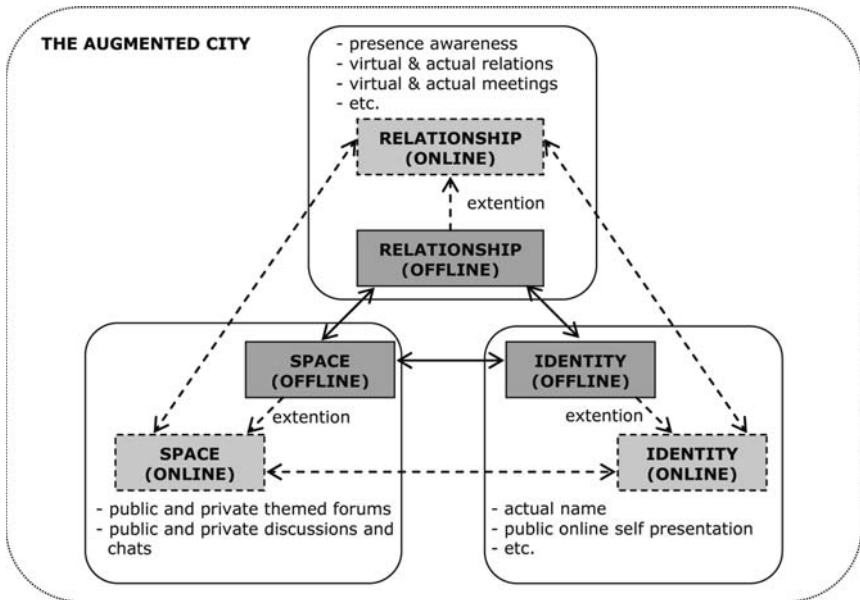 THE AUGMENTED CITY
- presence awareness
- virtual & actual relations
- virtual & actual meetings
- etc.
RELATIONSHIP
(ONLINE)
extention
RELATIONSHIP
(OFFLINE)
SPACE
(OFFLINE)
IDENTITY
(OFFLINE)
extention
extention
SPACE
(ONLINE)
IDENTITY
(ONLINE)
- public and private themed forums
- public and private discussions and
chats
- actual name
- public online self presentation
- etc.